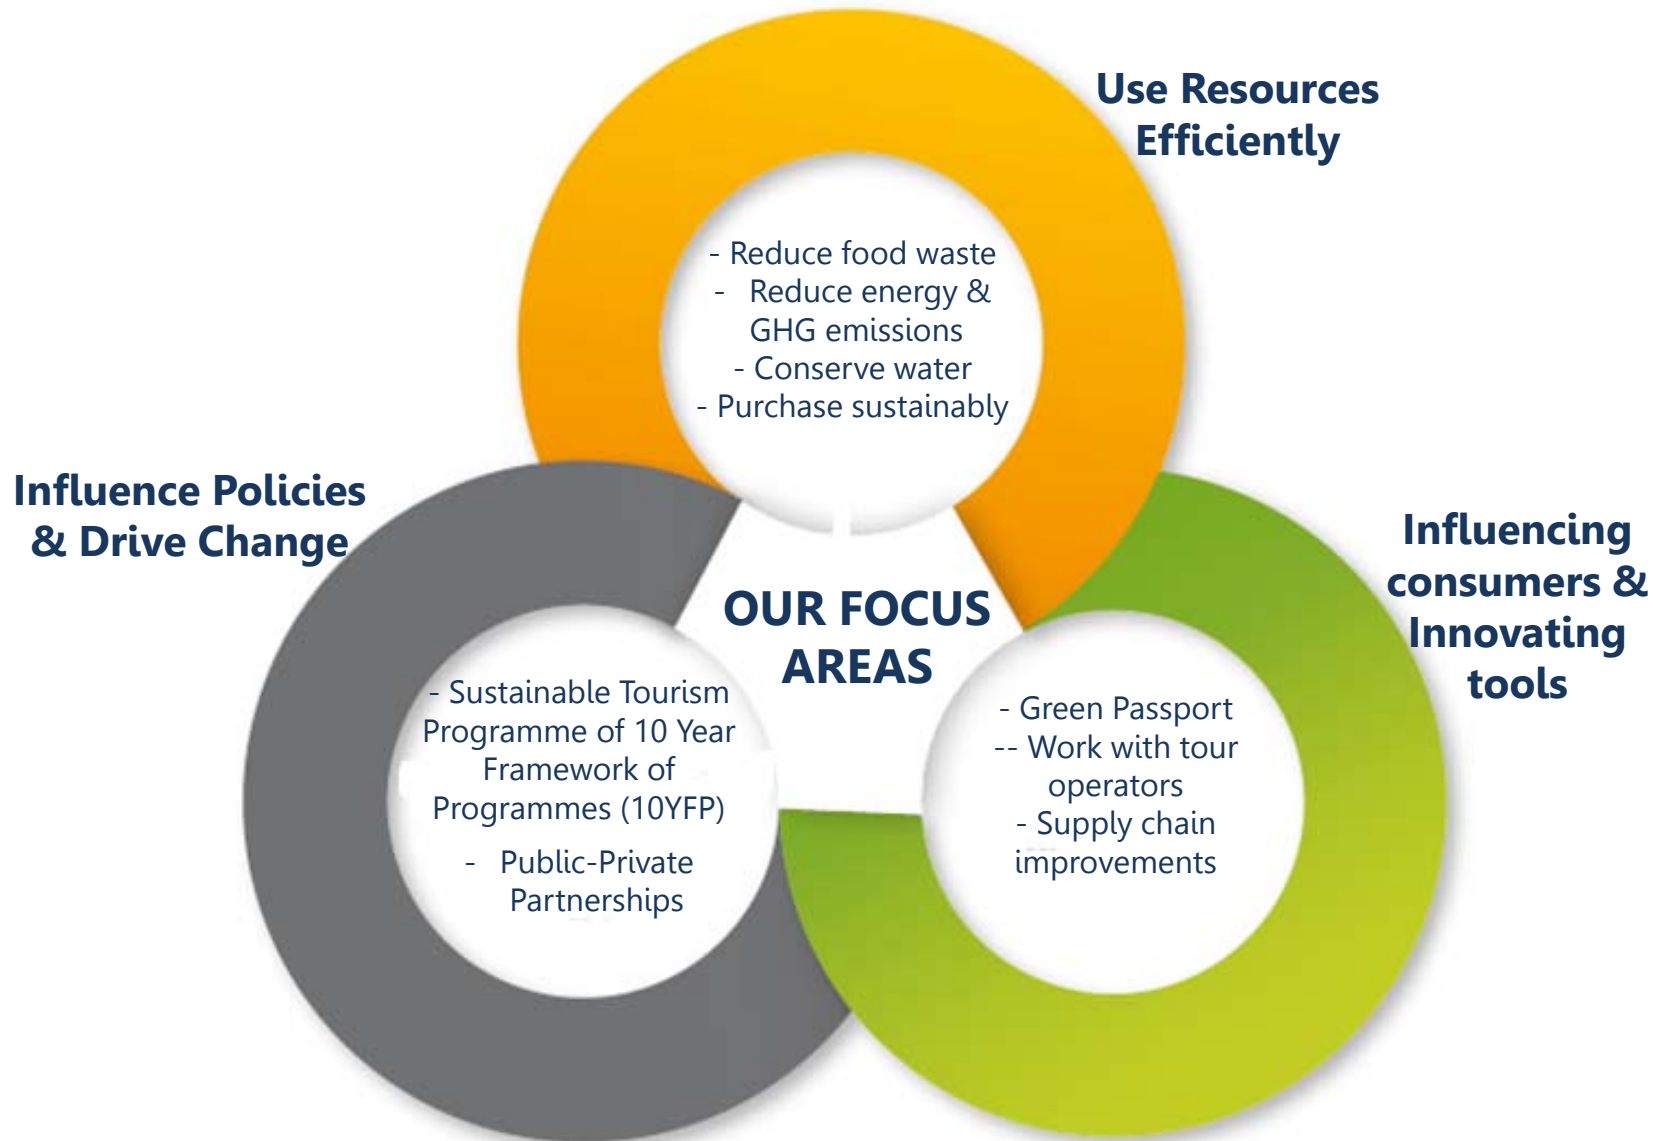 Use Resources
Efficiently
- Reduce food waste
- Reduce energy &
GHG emissions
- Conserve water
- Purchase sustainably
Influence Policies
& Drive Change
- Sustainable Tourism
Programme of 10 Year
Framework of
Programmes (10YFP)
- Public-Private
Partnerships
OUR FOCUS
AREAS
Influencing
consumers &
Innovating
tools
- Green Passport
-- Work with tour
operators
- Supply chain
improvements